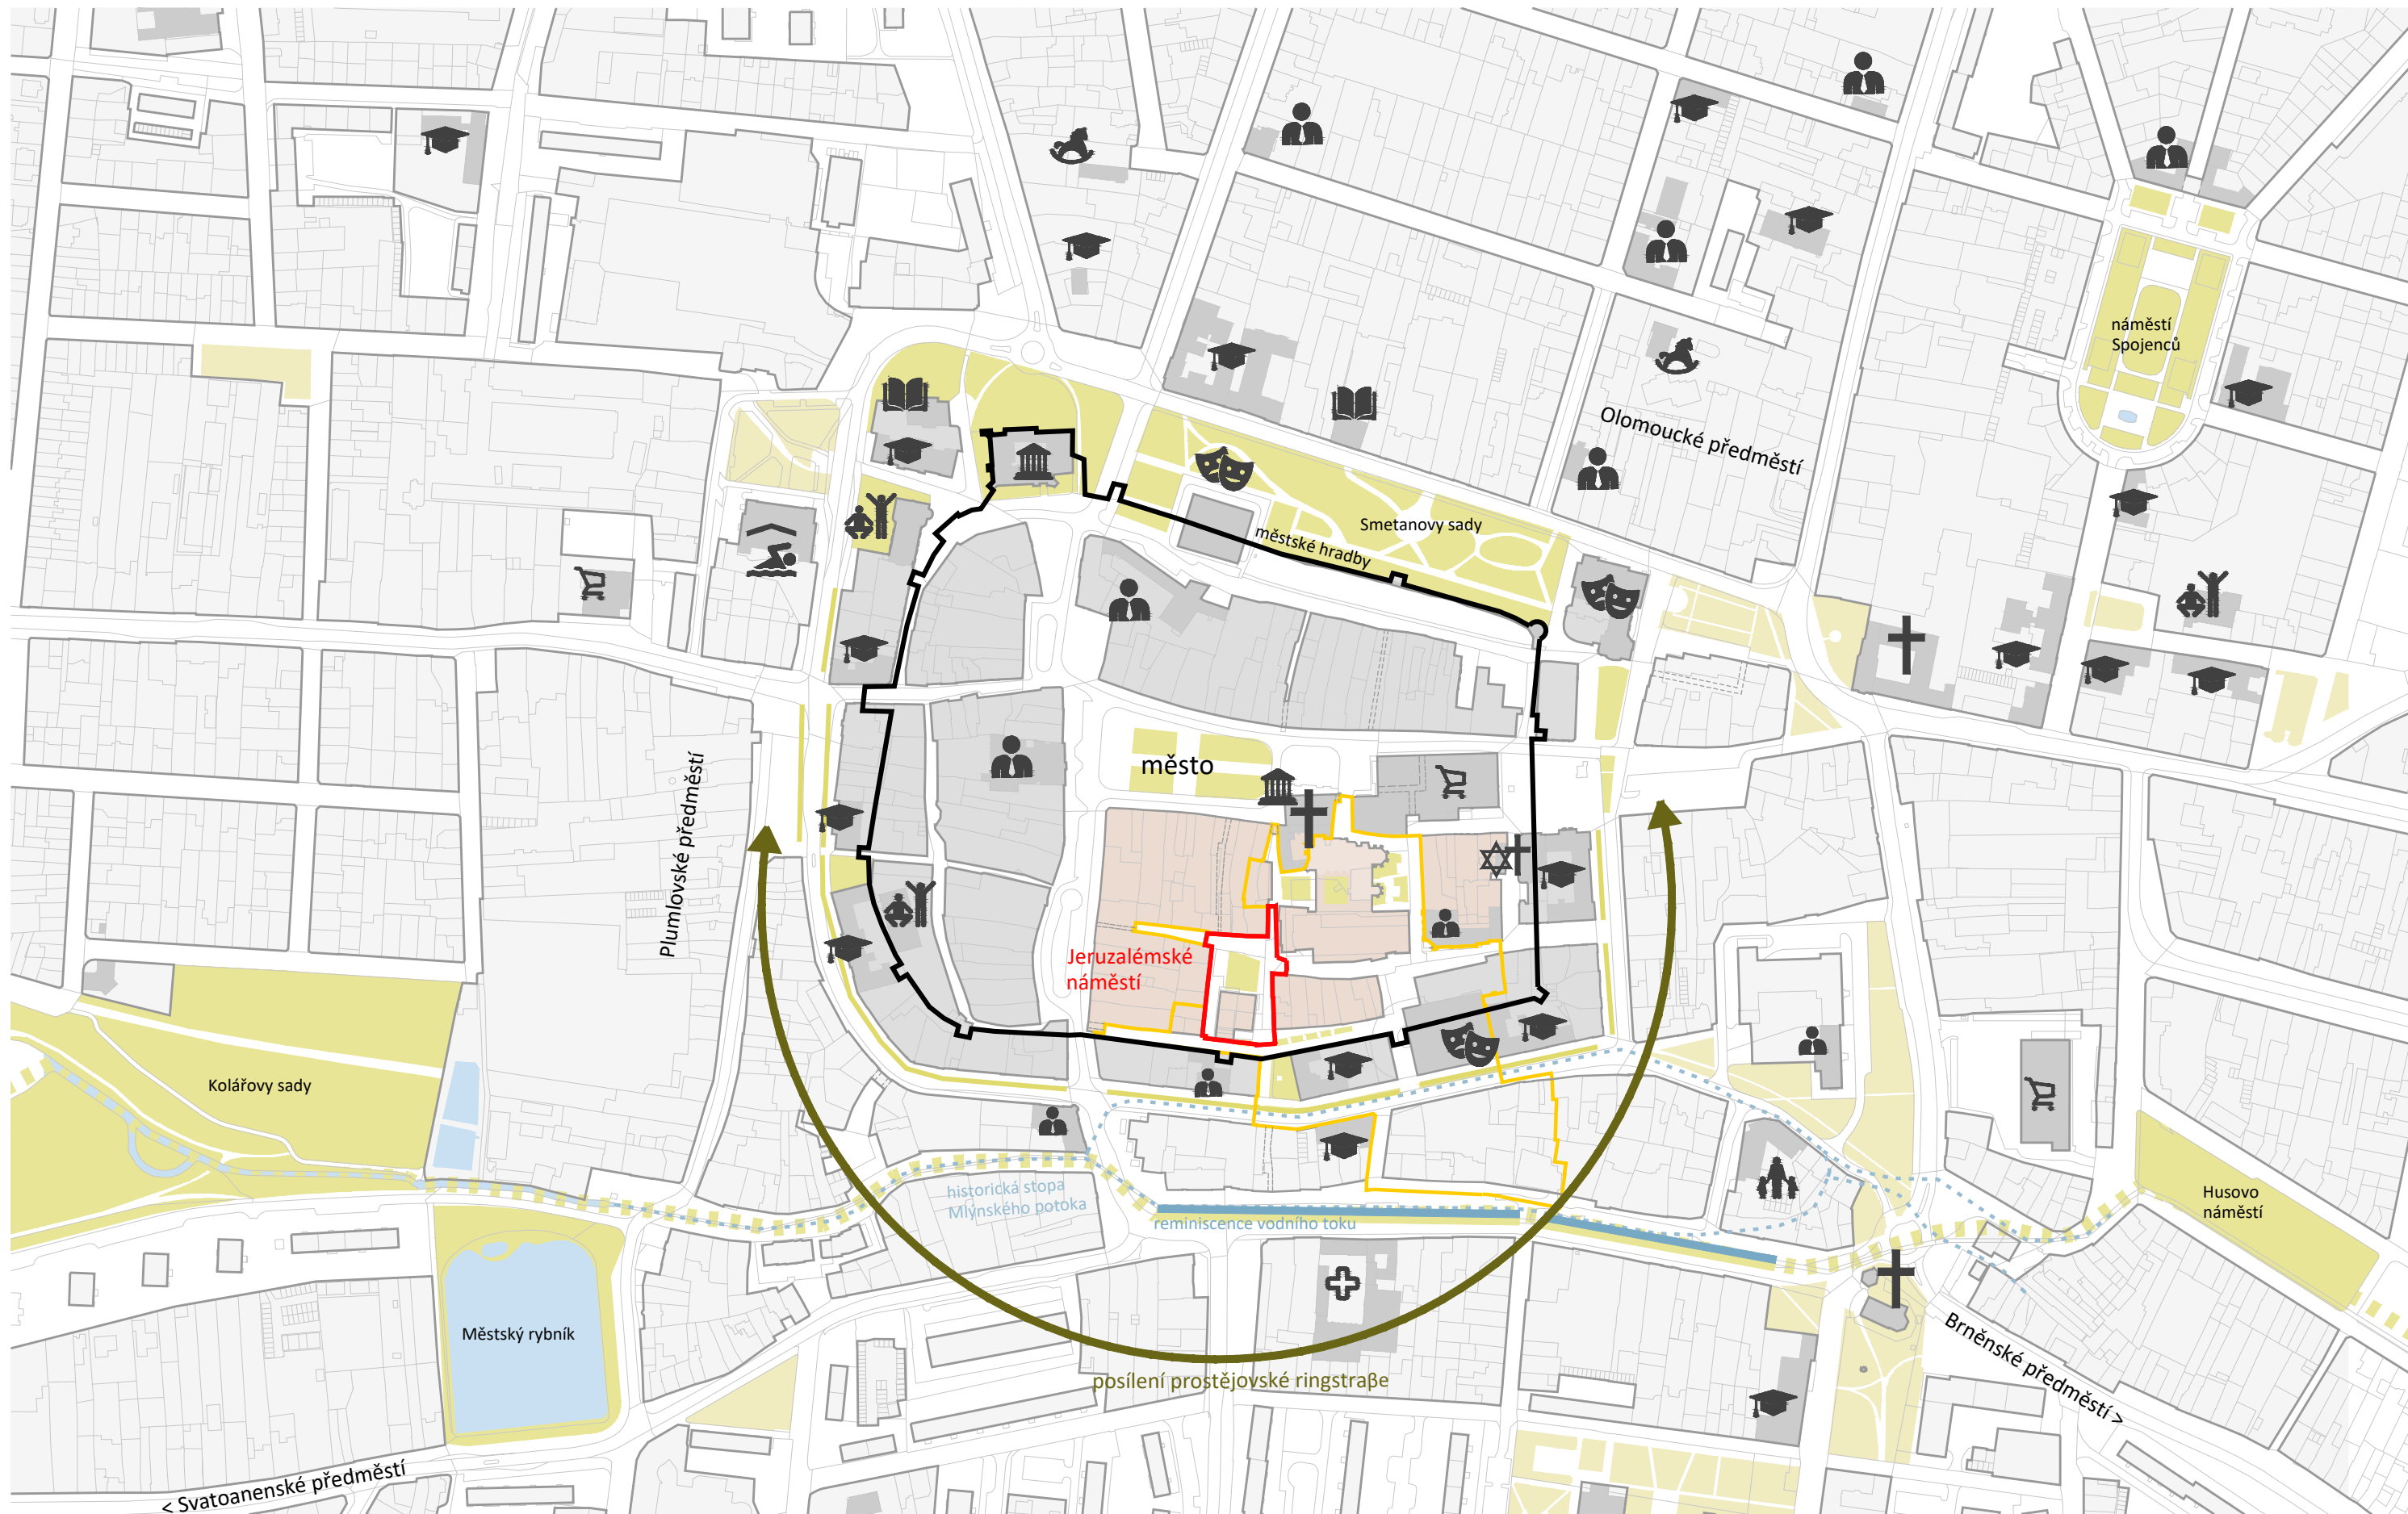 náměstí
Spojenců
Olomoucké předměstí
Smetanovy sady
městské hradby
město
Plumlovské předměstí
Jeruzalémské
náměstí
Kolářovy sady
historická stopa
Mlýnského potoka
reminiscence vodního toku
Husovo
náměstí
Městský rybník
Brněnské předměstí >
posílení prostějovské ringstraβe
< Svatoanenské předměstí